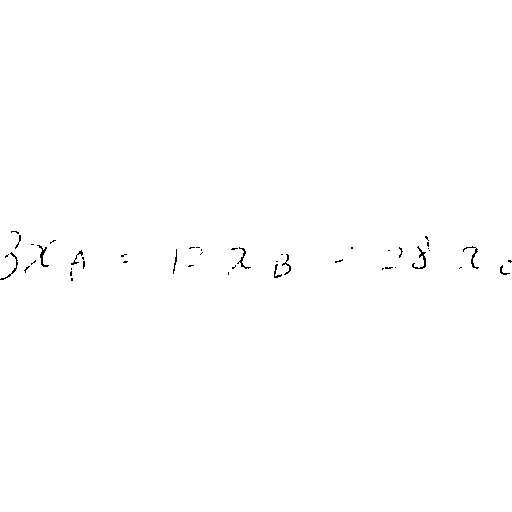 3x_A = 12 x_B = 28 x_C